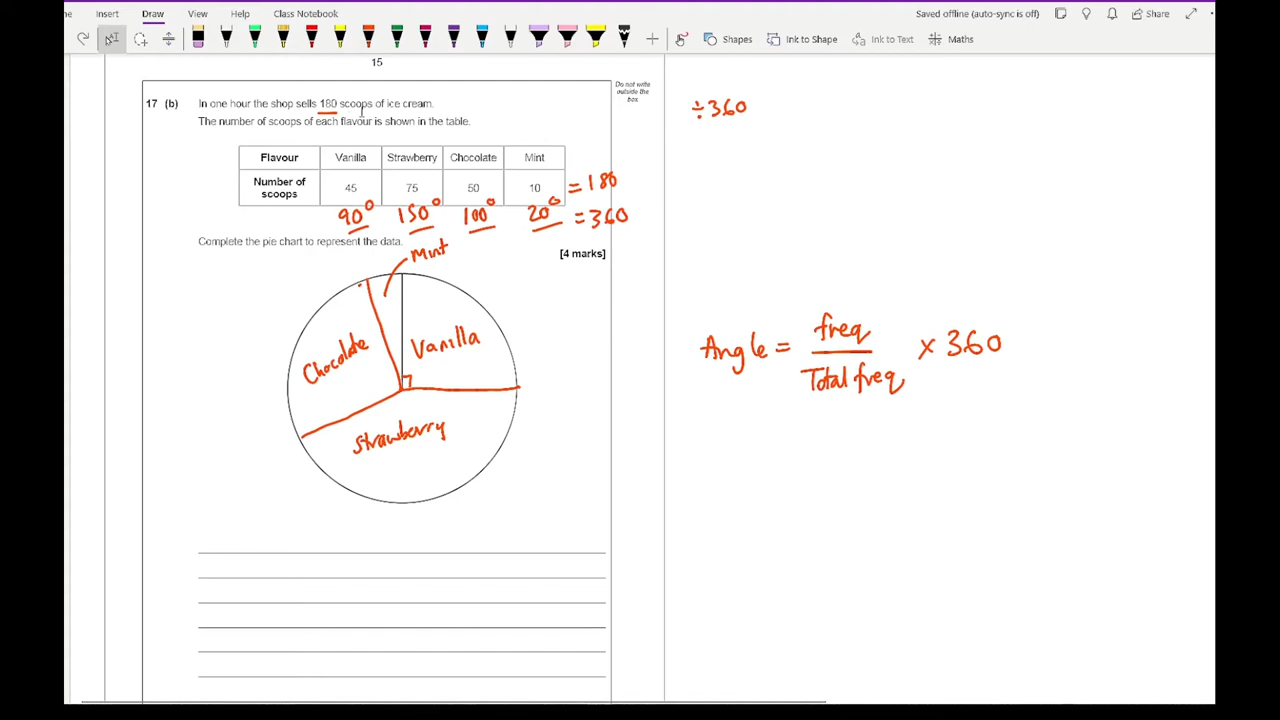 Insert Draw View Help Class Notebook Saved offline (auto-sync is off) Share
Shapes Ink to Shape Ink to Text Maths
15
Do not write
outside the
box
17 (b) In one hour the shop sells 180 scoops of ice cream.
The number of scoops of each flavour is shown in the table.
Flavour Vanilla Strawberry Chocolate Mint
Number of scoops 45 75 50 10 = 180
90° 150° 100° 20° = 360
Complete the pie chart to represent the data.
[4 marks]
Mint
Chocolate
Vanilla
Strawberry
÷360
Angle = freq / Total freq × 360